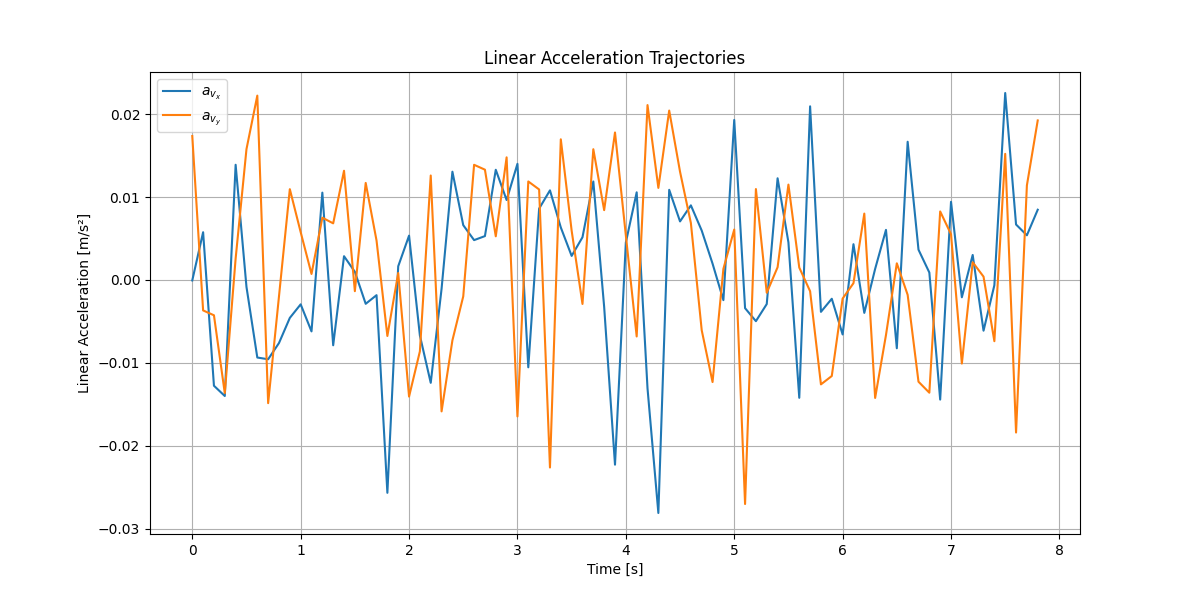 Linear Acceleration Trajectories
a_{v_x}
a_{v_y}
0.02
0.01
0.00
−0.01
−0.02
−0.03
Linear Acceleration [m/s²]
0 1 2 3 4 5 6 7 8
Time [s]